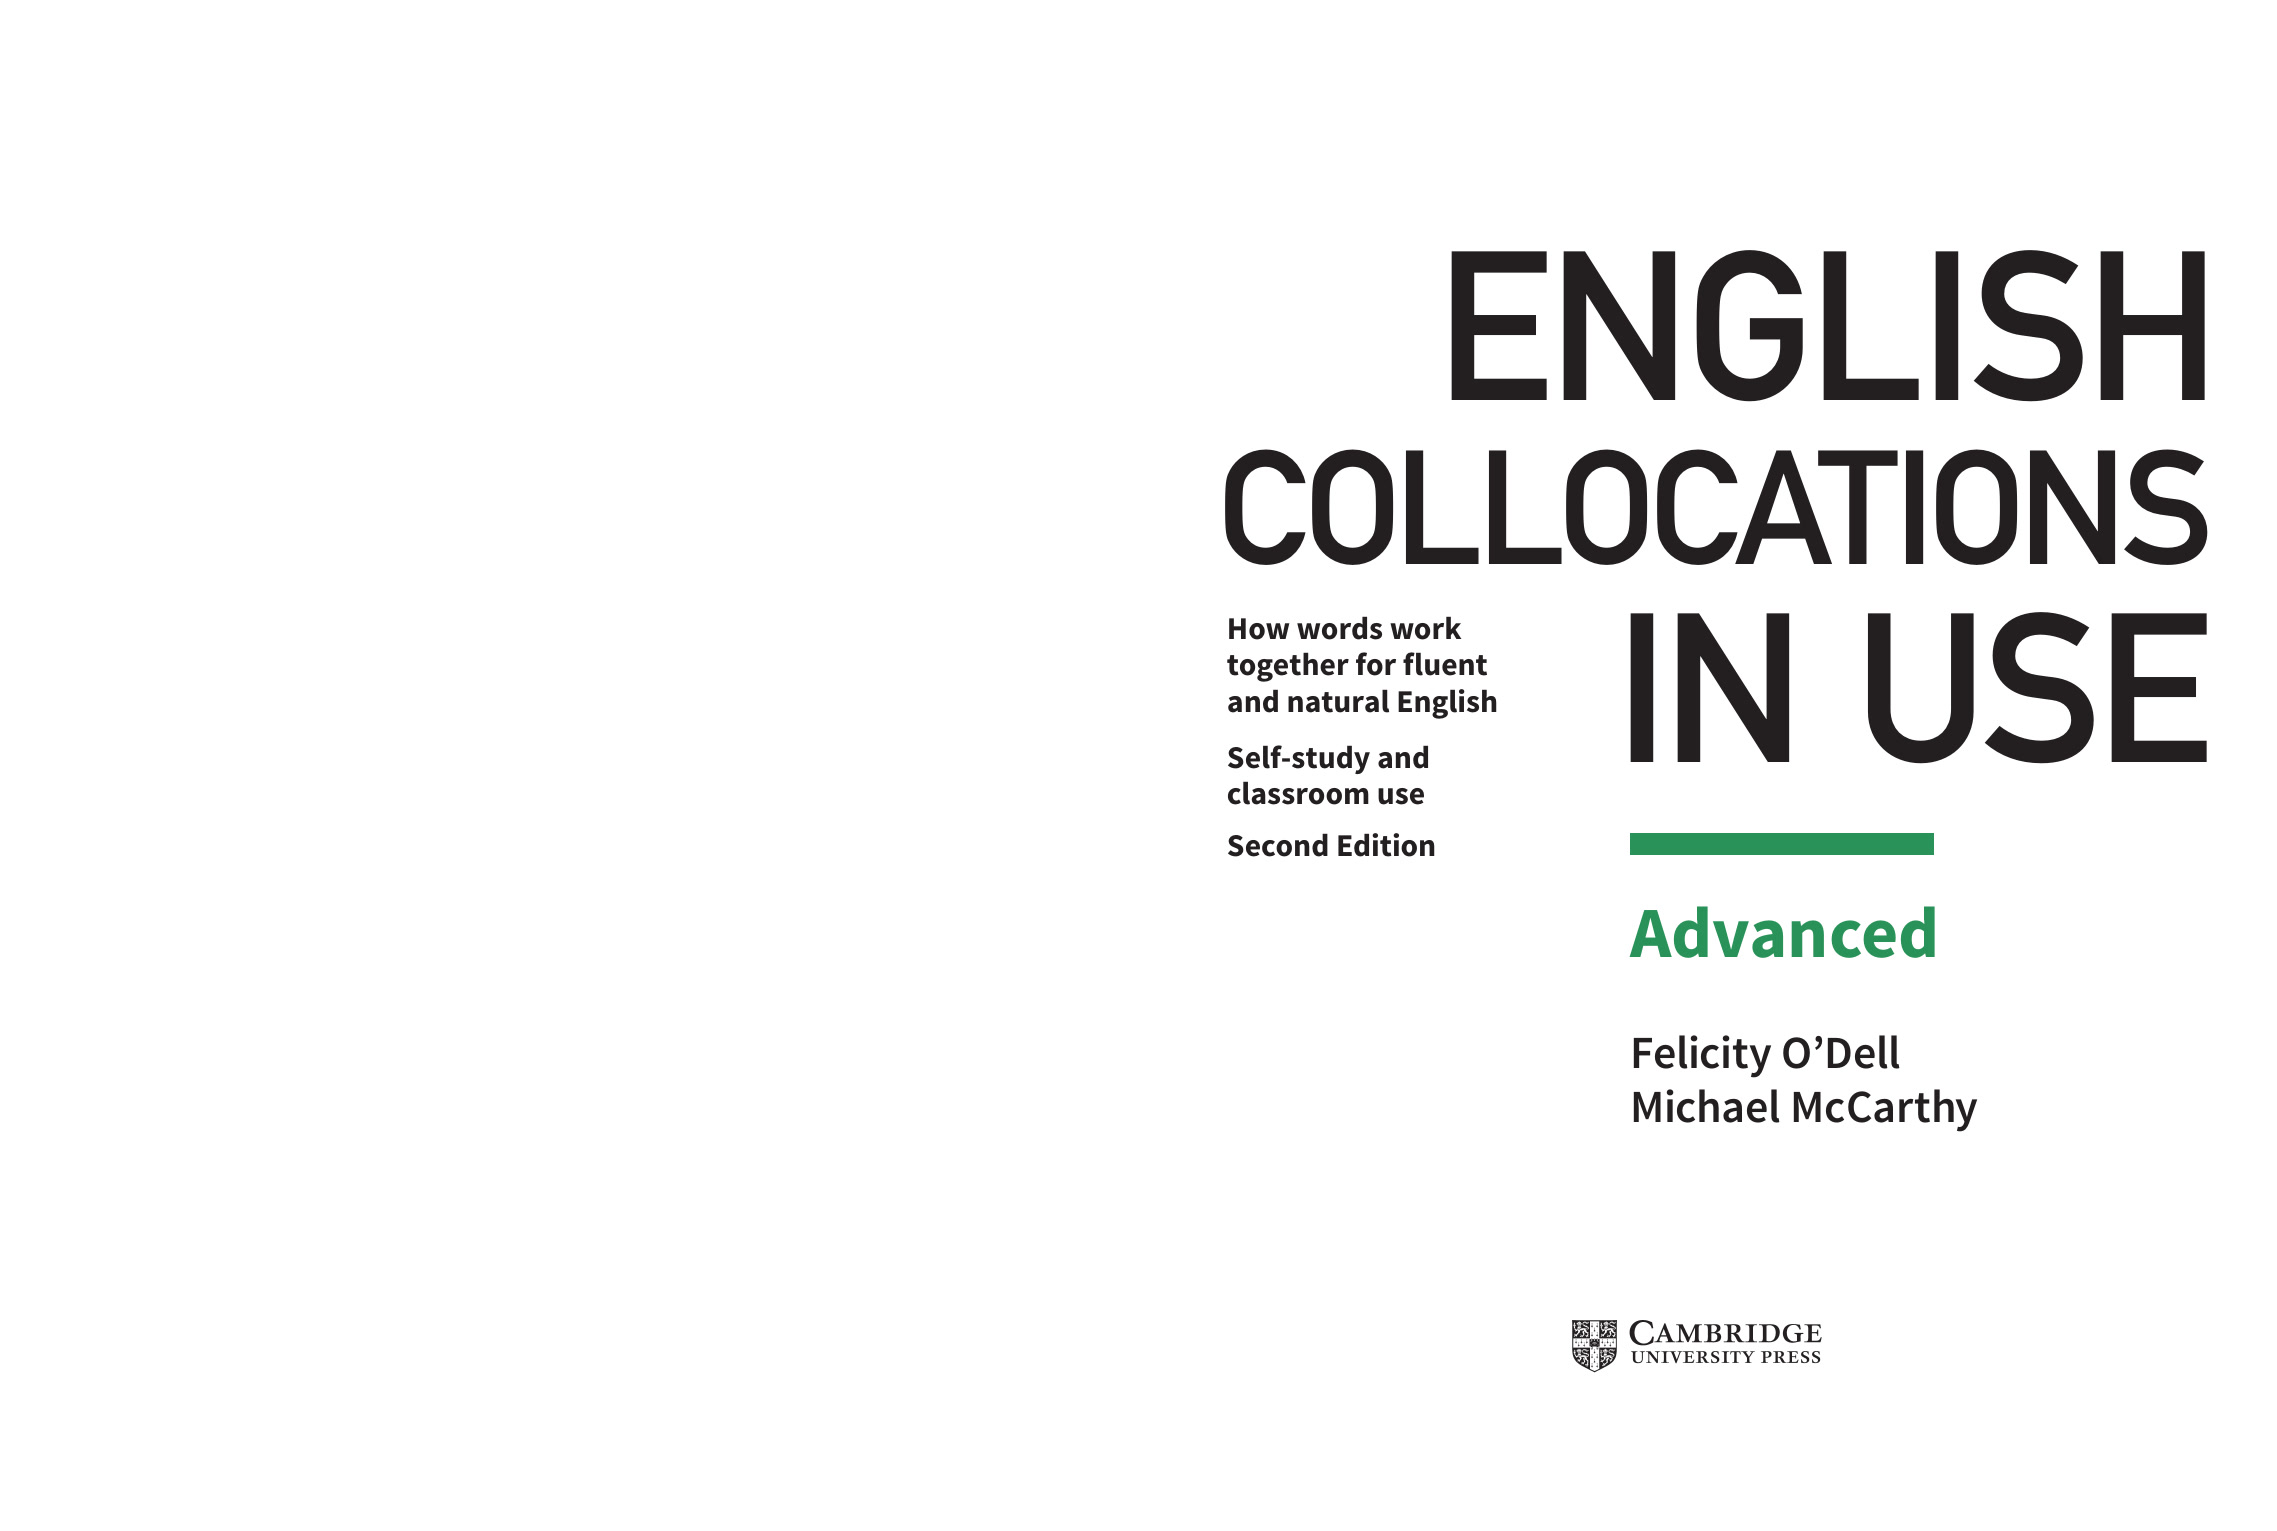 ENGLISH
COLLOCATIONS
IN USE
How words work
together for fluent
and natural English
Self-study and
classroom use
Second Edition
Advanced
Felicity O’Dell
Michael McCarthy
CAMBRIDGE
UNIVERSITY PRESS